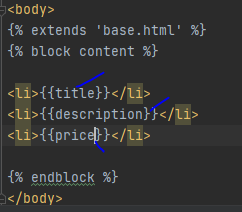 <body>
{% extends 'base.html' %}
{% block content %}
<li>{{title}}</li>
<li>{{description}}</li>
<li>{{price}}</li>
{% endblock %}
</body>